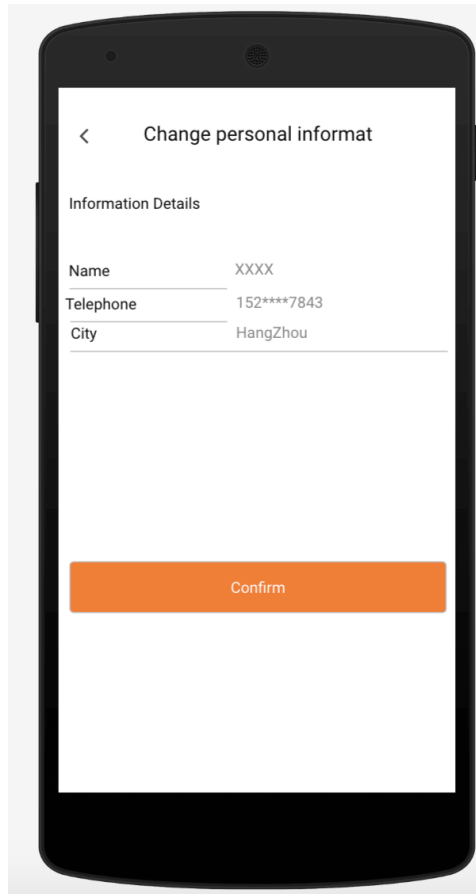 Change personal informat
Information Details
Name XXXX
Telephone 152****7843
City HangZhou
Confirm